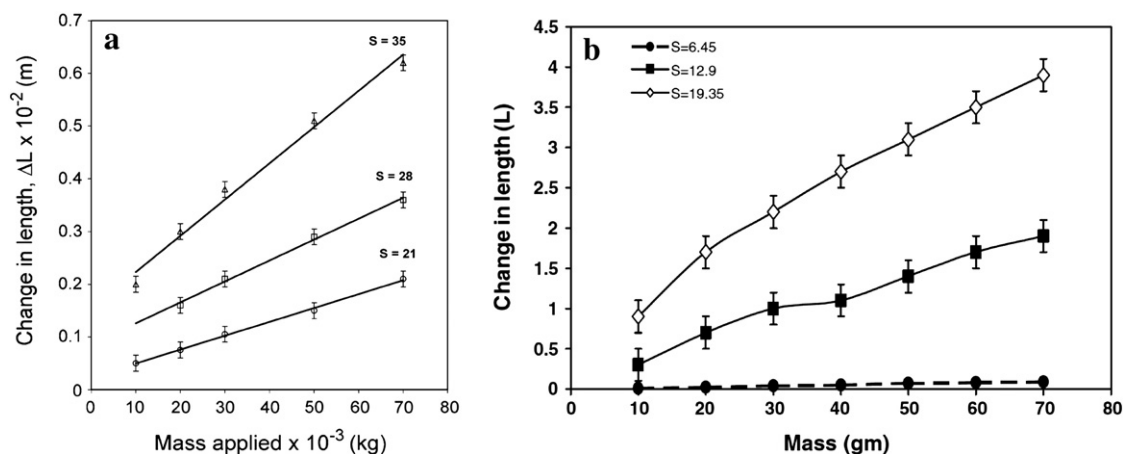 a
S = 35
S = 28
S = 21
0.7
0.6
0.5
0.4
0.3
0.2
0.1
0
0 10 20 30 40 50 60 70 80
Change in length, ΔL x 10⁻² (m)
Mass applied x 10⁻³ (kg)
b
S=6.45
S=12.9
S=19.35
4.5
4
3.5
3
2.5
2
1.5
1
0.5
0
0 10 20 30 40 50 60 70 80
Change in length (L)
Mass (gm)